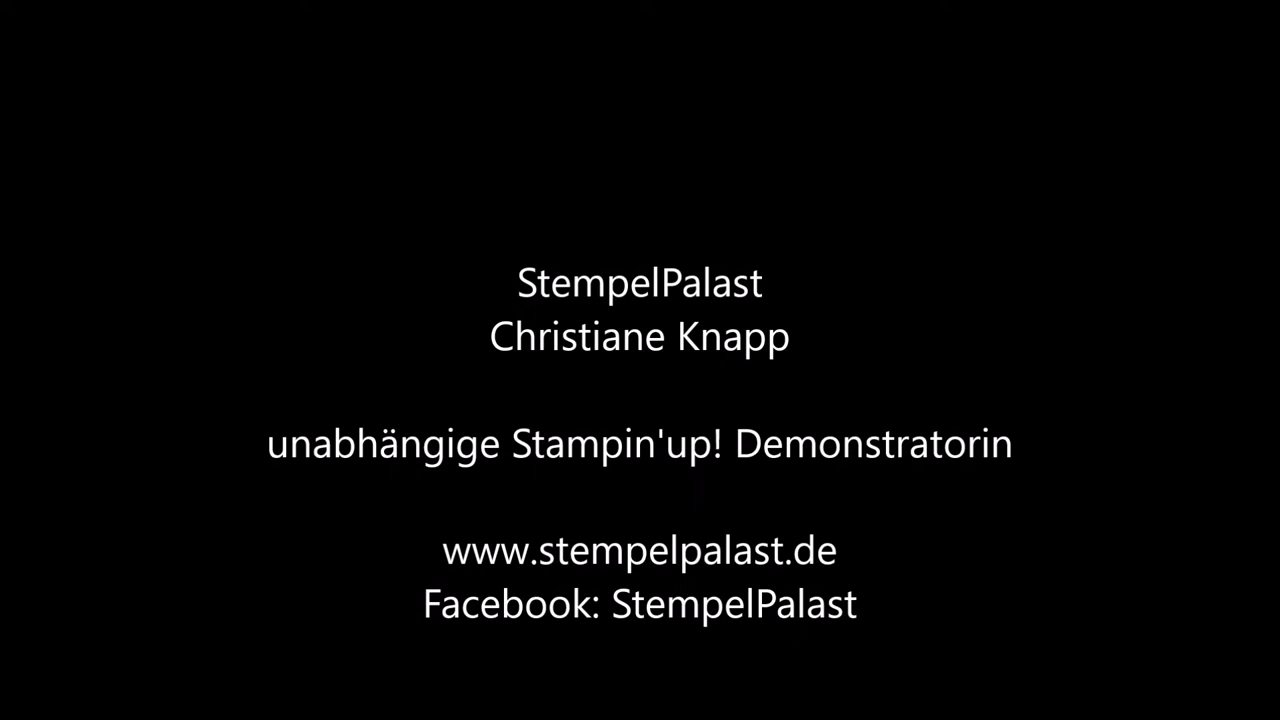 StempelPalast
Christiane Knapp
unabhängige Stampin'up! Demonstratorin
www.stempelpalast.de
Facebook: StempelPalast